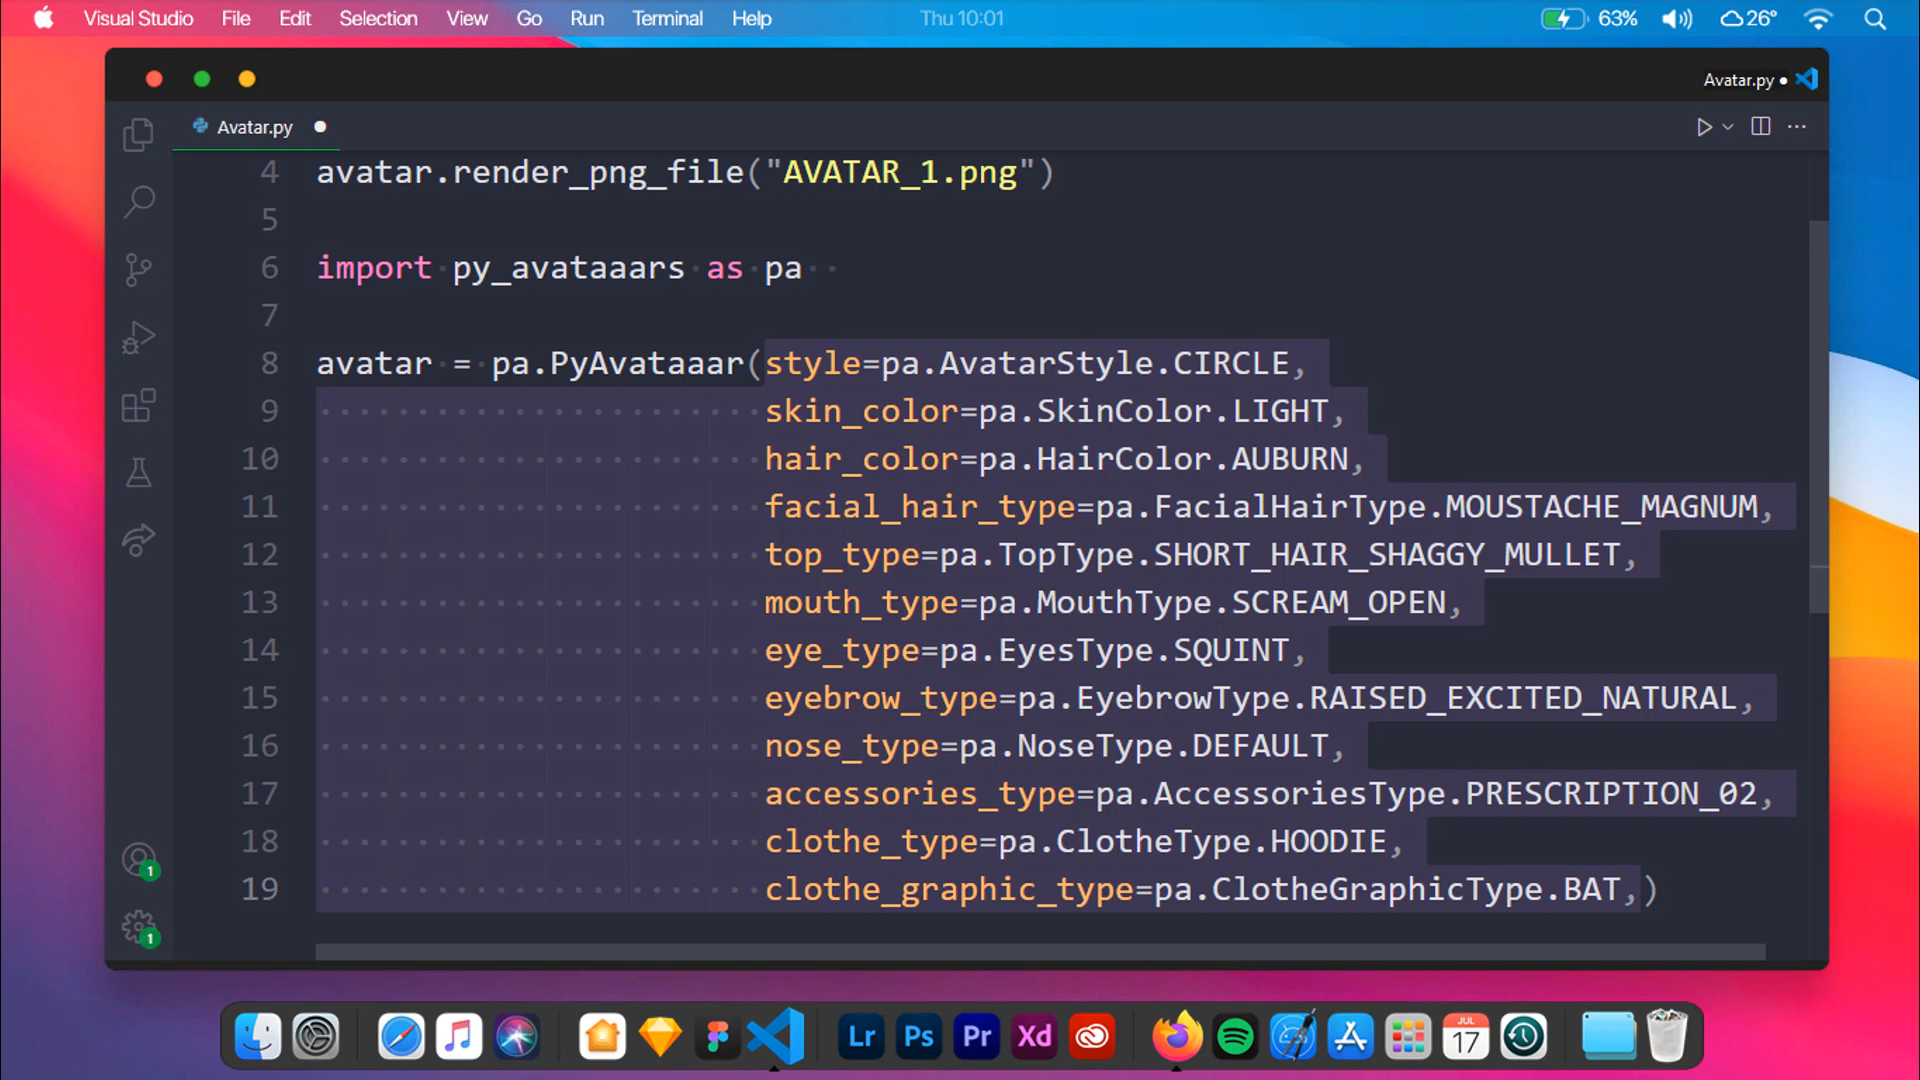 Visual Studio File Edit Selection View Go Run Terminal Help Thu 10:01 63% 26°
Avatar.py
Avatar.py
4 avatar.render_png_file("AVATAR_1.png")
5
6 import py_avataaars as pa
7
8 avatar = pa.PyAvataaar(style=pa.AvatarStyle.CIRCLE,
9 skin_color=pa.SkinColor.LIGHT,
10 hair_color=pa.HairColor.AUBURN,
11 facial_hair_type=pa.FacialHairType.MOUSTACHE_MAGNUM,
12 top_type=pa.TopType.SHORT_HAIR_SHAGGY_MULLET,
13 mouth_type=pa.MouthType.SCREAM_OPEN,
14 eye_type=pa.EyesType.SQUINT,
15 eyebrow_type=pa.EyebrowType.RAISED_EXCITED_NATURAL,
16 nose_type=pa.NoseType.DEFAULT,
17 accessories_type=pa.AccessoriesType.PRESCRIPTION_02,
18 clothe_type=pa.ClotheType.HOODIE,
19 clothe_graphic_type=pa.ClotheGraphicType.BAT,)
1
1
Lr Ps Pr Xd JUL
17